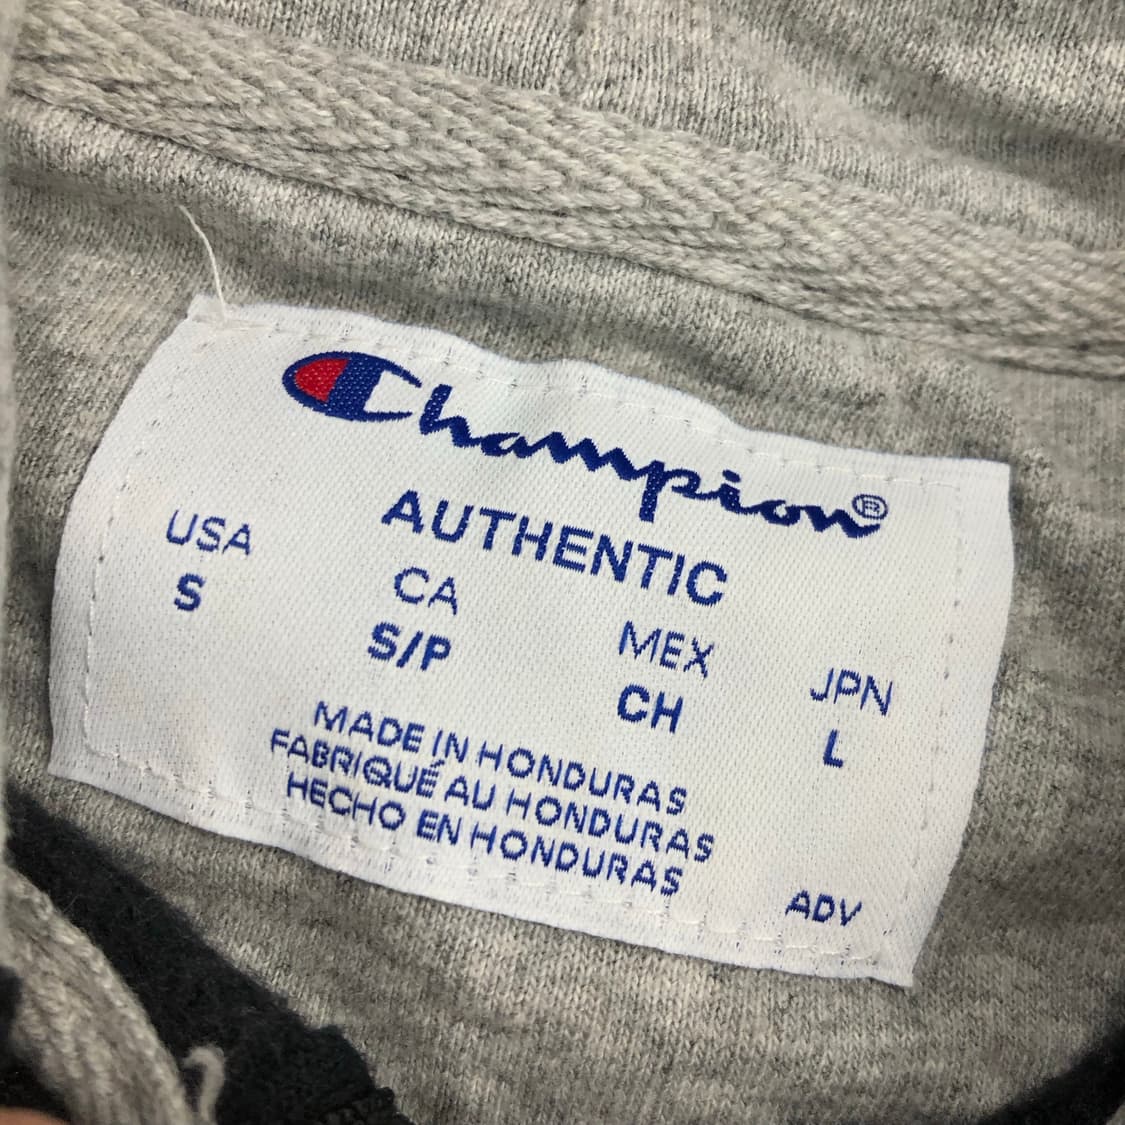 Champion®
AUTHENTIC
USA CA MEX JPN
S S/P CH L
MADE IN HONDURAS
FABRIQUÉ AU HONDURAS
HECHO EN HONDURAS
ADV